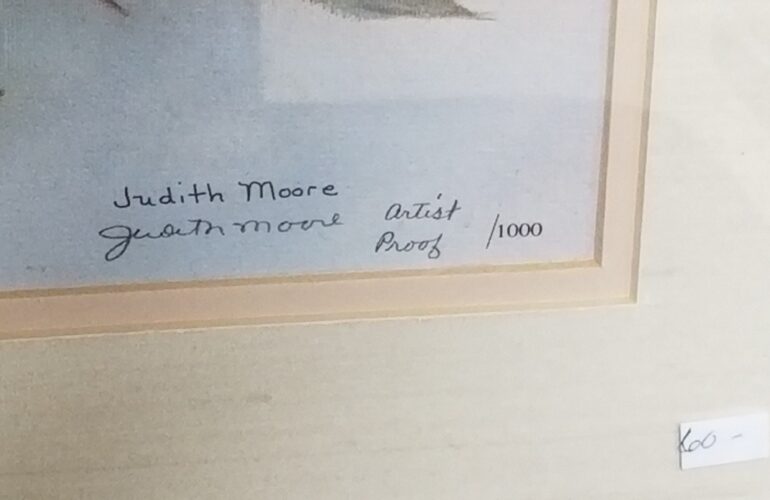 Judith Moore
Judith Moore Artist
Proof /1000
60 -